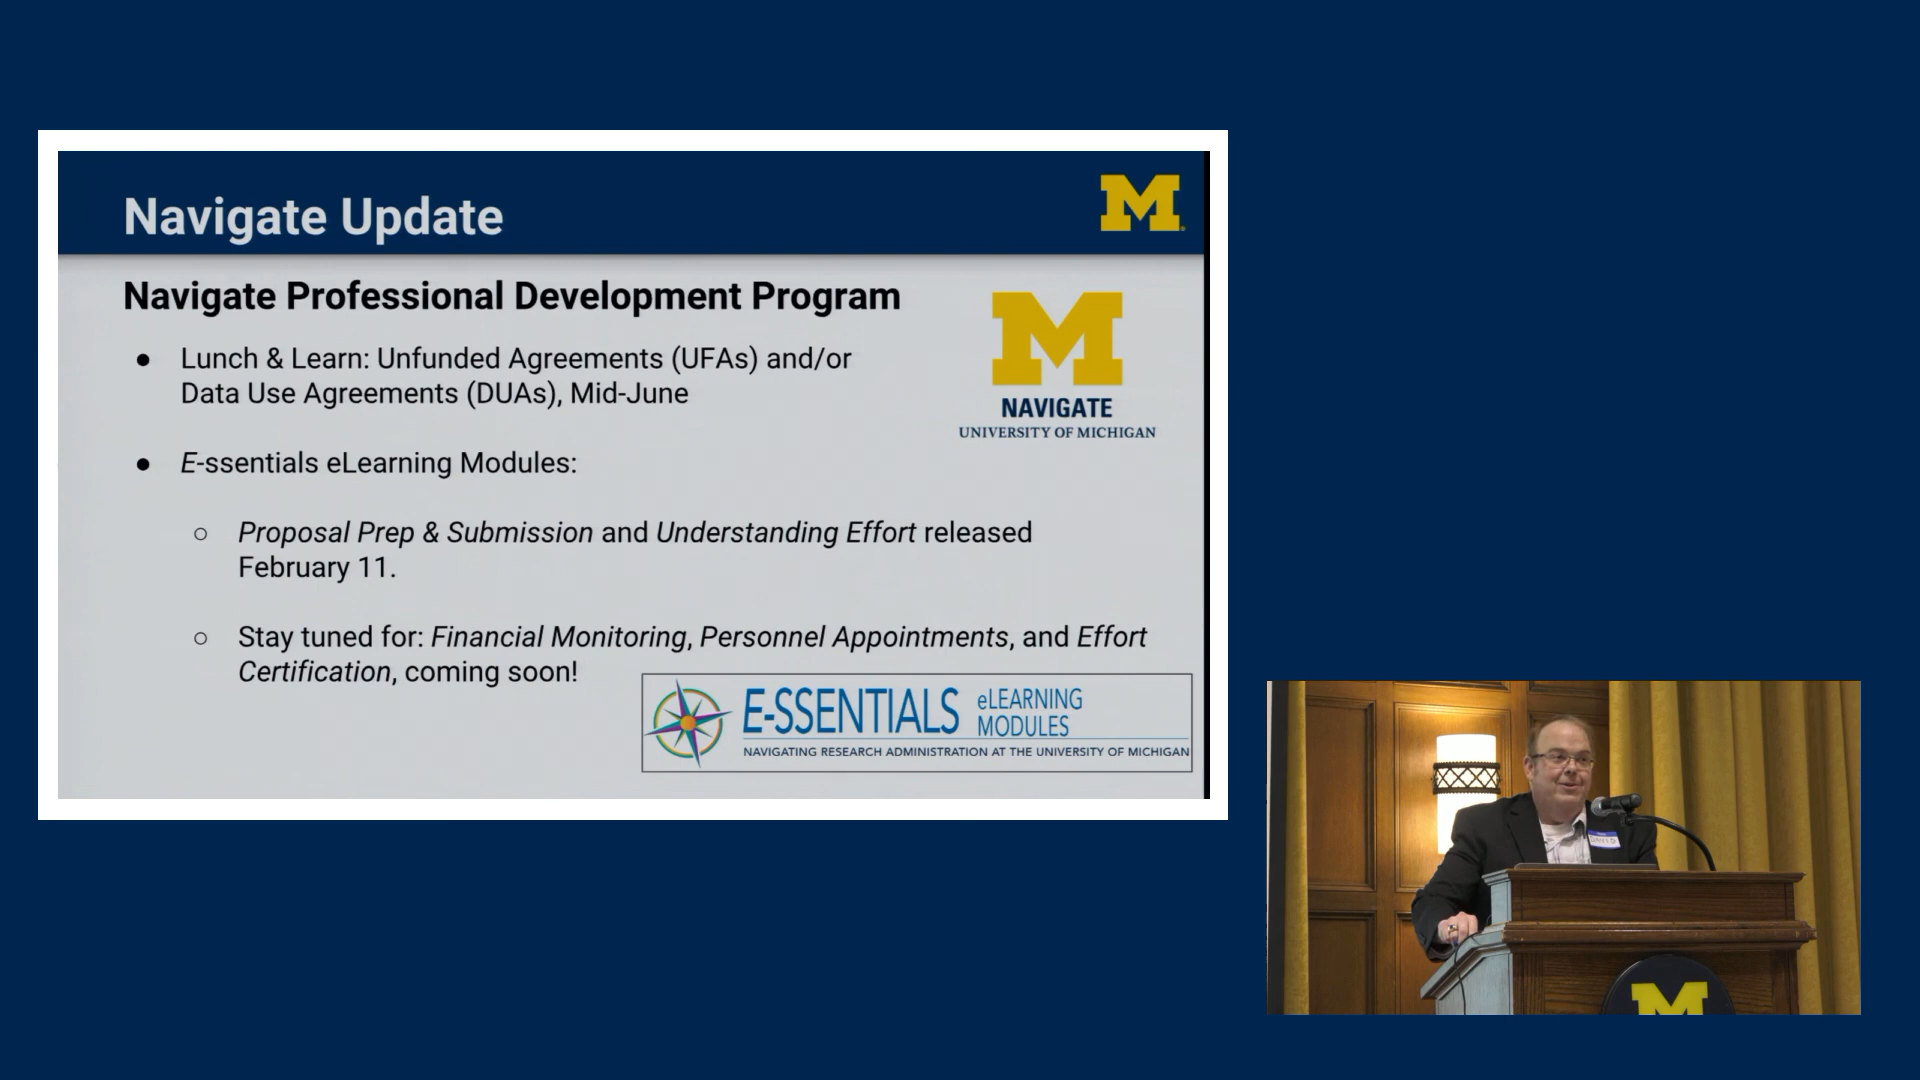 Navigate Update
M
Navigate Professional Development Program
● Lunch & Learn: Unfunded Agreements (UFAs) and/or
Data Use Agreements (DUAs), Mid-June
M
NAVIGATE
UNIVERSITY OF MICHIGAN
● E-ssentials eLearning Modules:
○ Proposal Prep & Submission and Understanding Effort released
February 11.
○ Stay tuned for: Financial Monitoring, Personnel Appointments, and Effort
Certification, coming soon!
E-SSENTIALS eLEARNING
MODULES
NAVIGATING RESEARCH ADMINISTRATION AT THE UNIVERSITY OF MICHIGAN
DAVID
M